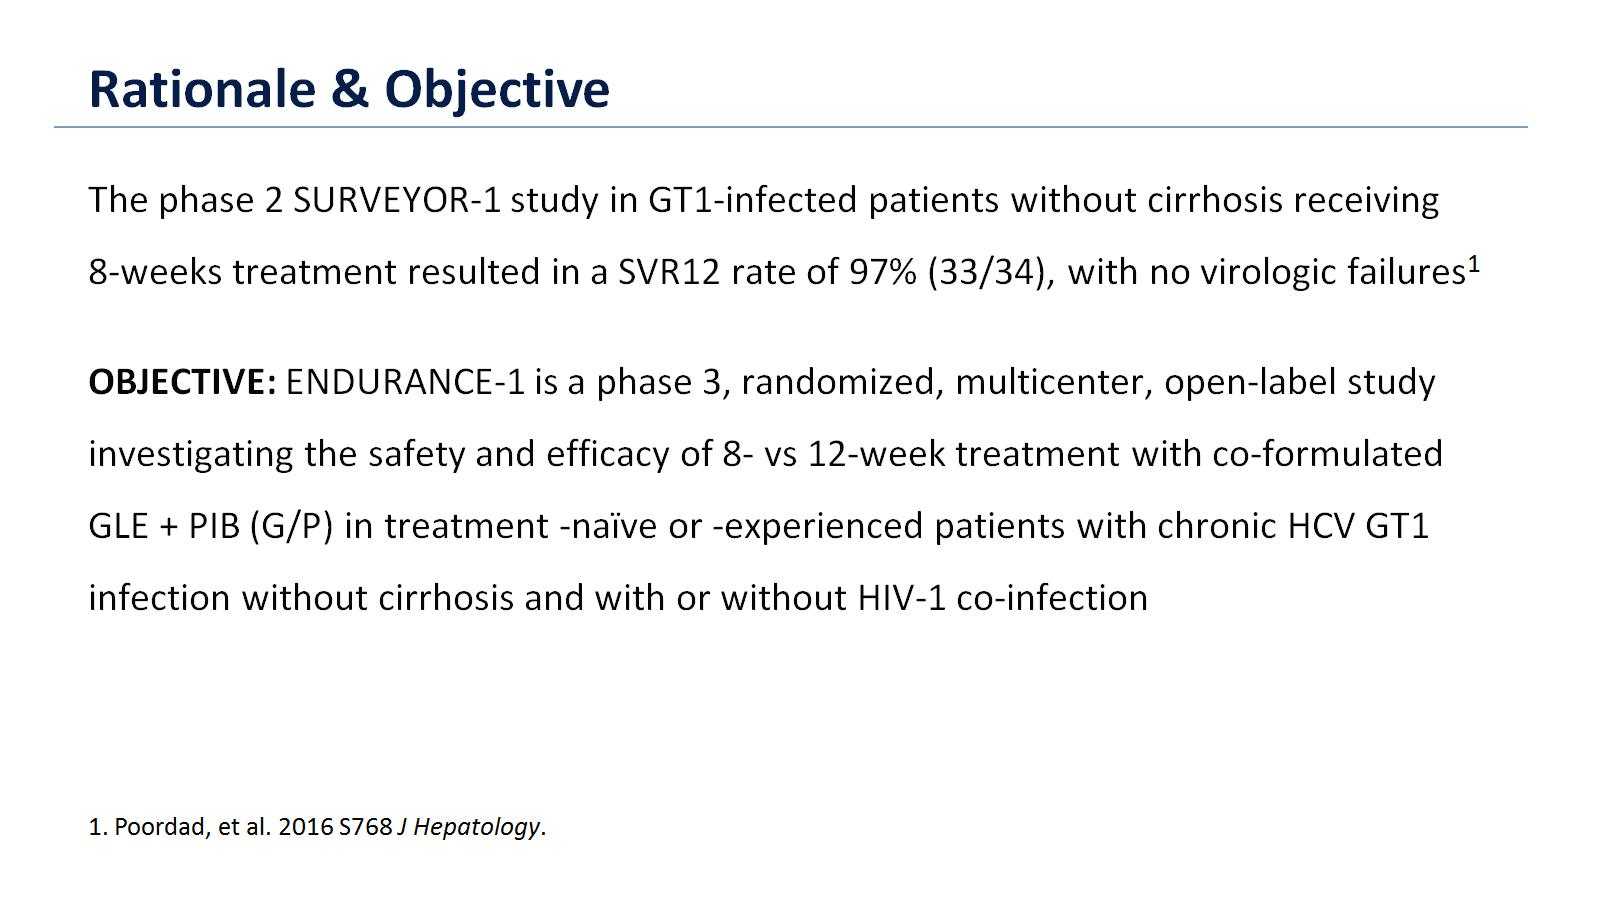 Rationale & Objective
The phase 2 SURVEYOR-1 study in GT1-infected patients without cirrhosis receiving
8-weeks treatment resulted in a SVR12 rate of 97% (33/34), with no virologic failures¹
OBJECTIVE: ENDURANCE-1 is a phase 3, randomized, multicenter, open-label study
investigating the safety and efficacy of 8- vs 12-week treatment with co-formulated
GLE + PIB (G/P) in treatment -naïve or -experienced patients with chronic HCV GT1
infection without cirrhosis and with or without HIV-1 co-infection
1. Poordad, et al. 2016 S768 J Hepatology.